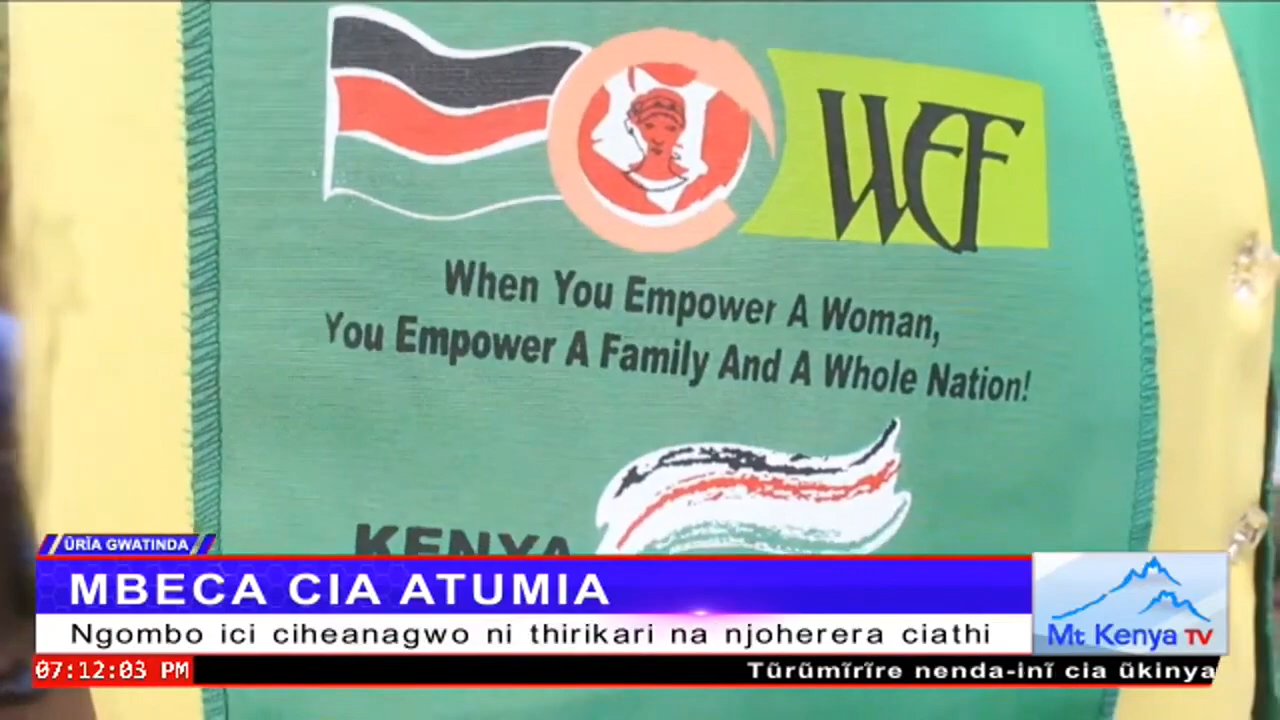 WEF
When You Empower A Woman,
You Empower A Family And A Whole Nation!
KENYA
ŨRĨA GWATINDA
MBECA CIA ATUMIA
Ngombo ici ciheanagwo ni thirikari na njoherera ciathi
Mt Kenya TV
07:12:03 PM
Tũrũmĩrĩre nenda-inĩ cia ũkinya